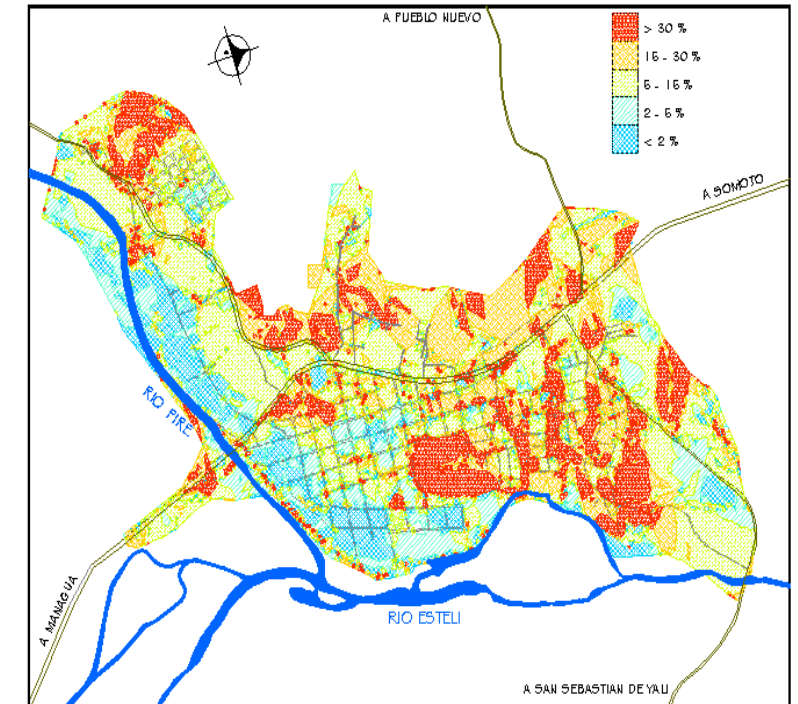 A PUEBLO NUEVO
> 30 %
15 - 30 %
5 - 15 %
2 - 5 %
< 2 %
A SOMOTO
RIO PIRE
A MANAGUA
RIO ESTELI
A SAN SEBASTIAN DE YALI